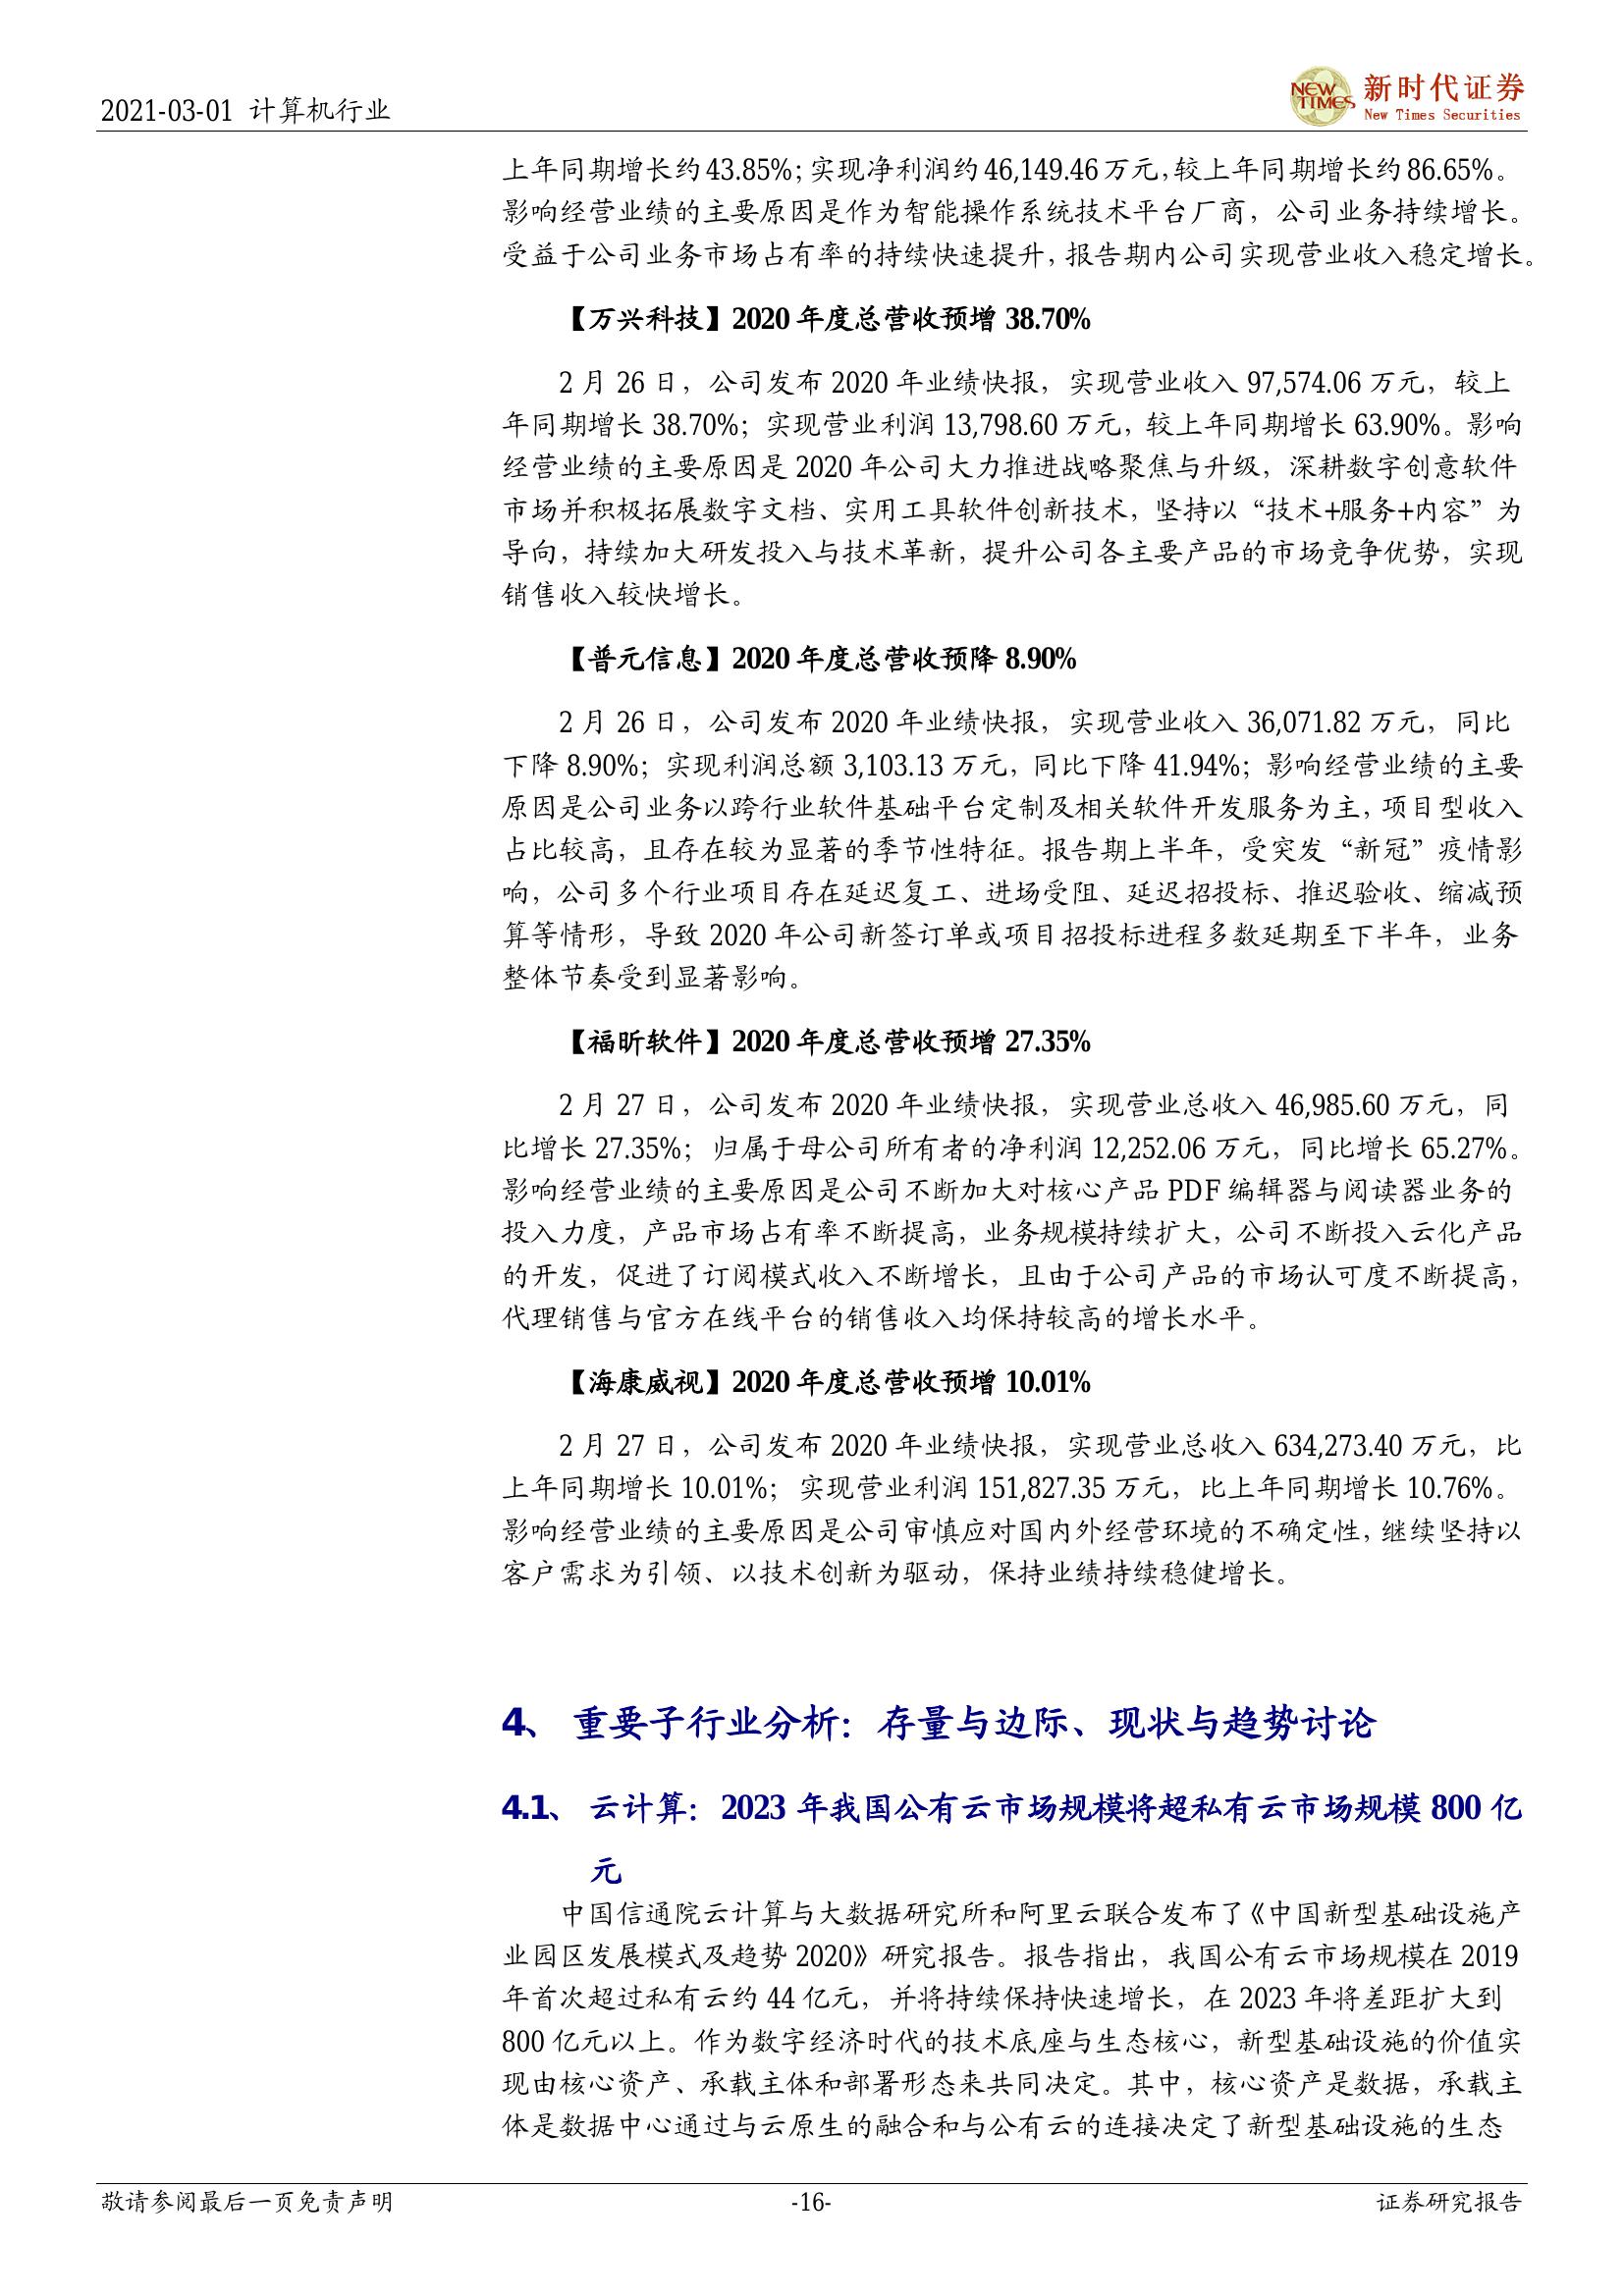 2021-03-01 计算机行业
NEW TIMES 新时代证券
New Times Securities
上年同期增长约 43.85%；实现净利润约 46,149.46 万元，较上年同期增长约 86.65%。
影响经营业绩的主要原因是作为智能操作系统技术平台厂商，公司业务持续增长。
受益于公司业务市场占有率的持续快速提升，报告期内公司实现营业收入稳定增长。
【万兴科技】2020 年度总营收预增 38.70%
2 月 26 日，公司发布 2020 年业绩快报，实现营业收入 97,574.06 万元，较上
年同期增长 38.70%；实现营业利润 13,798.60 万元，较上年同期增长 63.90%。影响
经营业绩的主要原因是 2020 年公司大力推进战略聚焦与升级，深耕数字创意软件
市场并积极拓展数字文档、实用工具软件创新技术，坚持以“技术+服务+内容”为
导向，持续加大研发投入与技术革新，提升公司各主要产品的市场竞争优势，实现
销售收入较快增长。
【普元信息】2020 年度总营收预降 8.90%
2 月 26 日，公司发布 2020 年业绩快报，实现营业收入 36,071.82 万元，同比
下降 8.90%；实现利润总额 3,103.13 万元，同比下降 41.94%；影响经营业绩的主要
原因是公司业务以跨行业软件基础平台定制及相关软件开发服务为主，项目型收入
占比较高，且存在较为显著的季节性特征。报告期上半年，受突发“新冠”疫情影
响，公司多个行业项目存在延迟复工、进场受阻、延迟招投标、推迟验收、缩减预
算等情形，导致 2020 年公司新签订单或项目招投标进程多数延期至下半年，业务
整体节奏受到显著影响。
【福昕软件】2020 年度总营收预增 27.35%
2 月 27 日，公司发布 2020 年业绩快报，实现营业总收入 46,985.60 万元，同
比增长 27.35%；归属于母公司所有者的净利润 12,252.06 万元，同比增长 65.27%。
影响经营业绩的主要原因是公司不断加大对核心产品 PDF 编辑器与阅读器业务的
投入力度，产品市场占有率不断提高，业务规模持续扩大，公司不断投入云化产品
的开发，促进了订阅模式收入不断增长，且由于公司产品的市场认可度不断提高，
代理销售与官方在线平台的销售收入均保持较高的增长水平。
【海康威视】2020 年度总营收预增 10.01%
2 月 27 日，公司发布 2020 年业绩快报，实现营业总收入 634,273.40 万元，比
上年同期增长 10.01%；实现营业利润 151,827.35 万元，比上年同期增长 10.76%。
影响经营业绩的主要原因是公司审慎应对国内外经营环境的不确定性，继续坚持以
客户需求为引领、以技术创新为驱动，保持业绩持续稳健增长。
4、 重要子行业分析：存量与边际、现状与趋势讨论
4.1、 云计算：2023 年我国公有云市场规模将超私有云市场规模 800 亿
元
中国信通院云计算与大数据研究所和阿里云联合发布了《中国新型基础设施产
业园区发展模式及趋势 2020》研究报告。报告指出，我国公有云市场规模在 2019
年首次超过私有云约 44 亿元，并将持续保持快速增长，在 2023 年将差距扩大到
800 亿元以上。作为数字经济时代的技术底座与生态核心，新型基础设施的价值实
现由核心资产、承载主体和部署形态来共同决定。其中，核心资产是数据，承载主
体是数据中心通过与云原生的融合和与公有云的连接决定了新型基础设施的生态
敬请参阅最后一页免责声明 -16- 证券研究报告